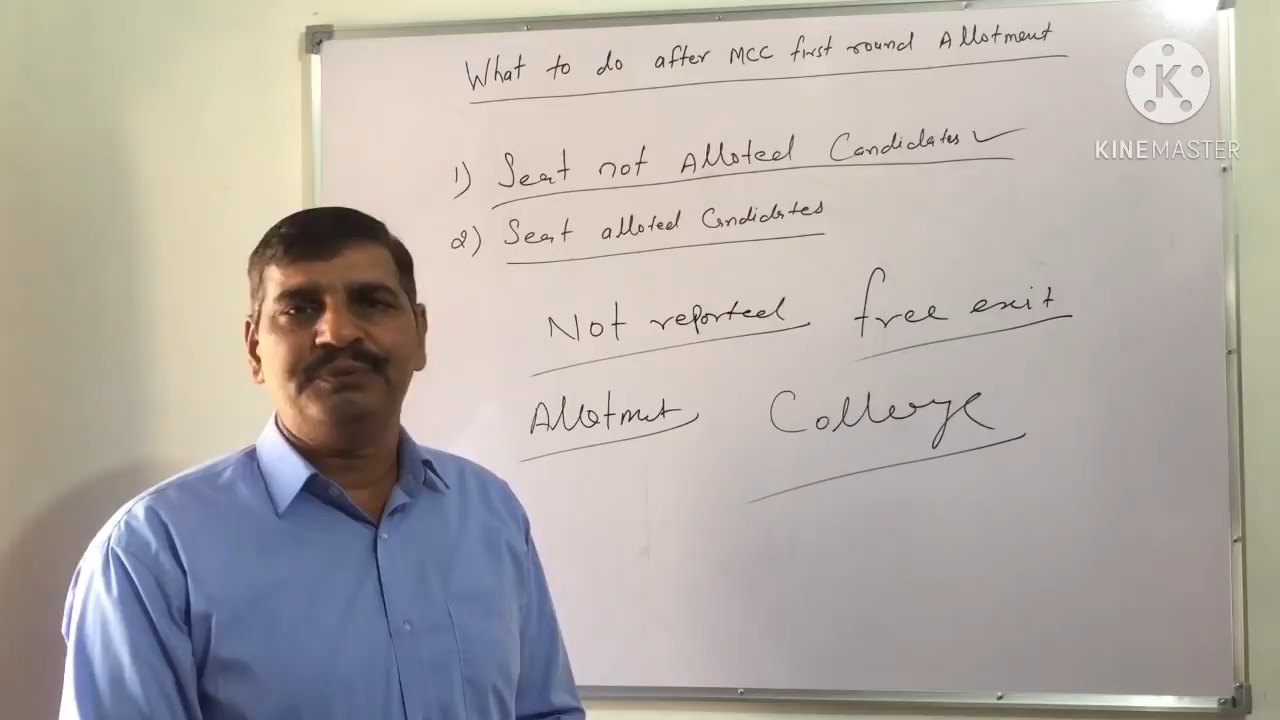 What to do after MCC first round Allotment
K
KINEMASTER
1) Seat not Alloted Candidates ✓
2) Seat alloted Candidates
Not reported free exit
Allotmet College